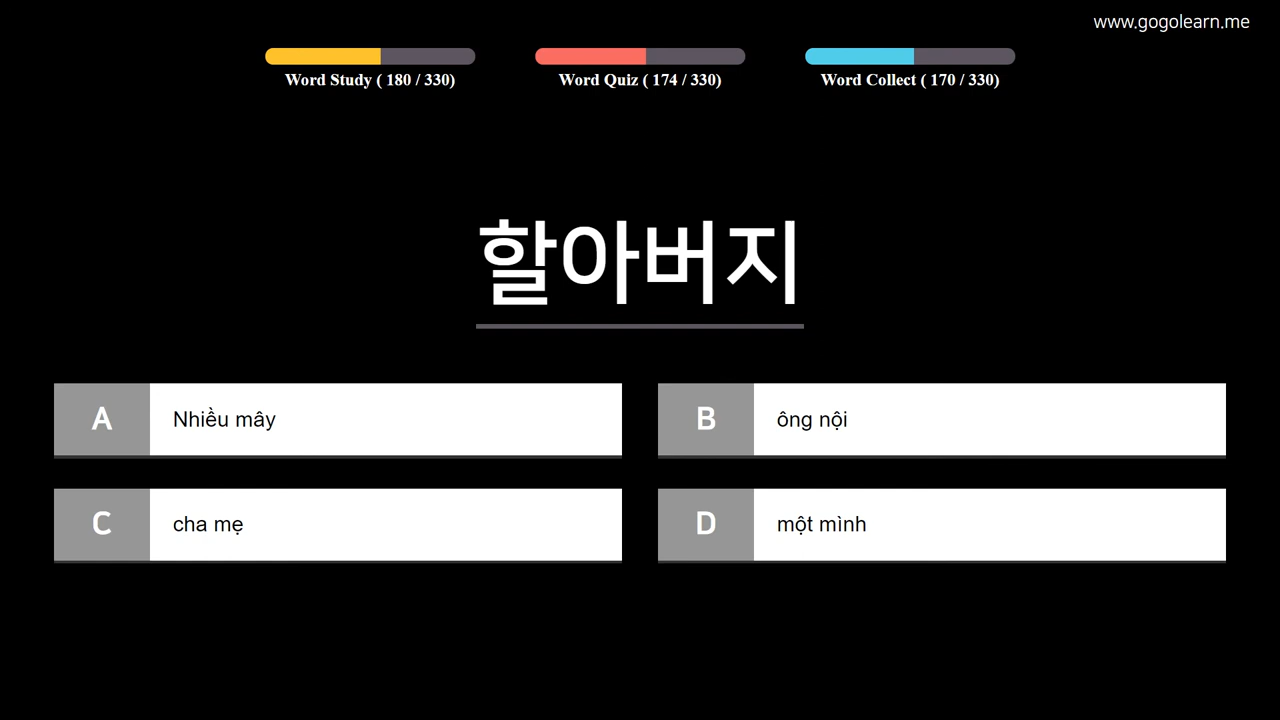 www.gogolearn.me
Word Study ( 180 / 330)
Word Quiz ( 174 / 330)
Word Collect ( 170 / 330)
할아버지
A Nhiều mây
B ông nội
C cha mẹ
D một mình